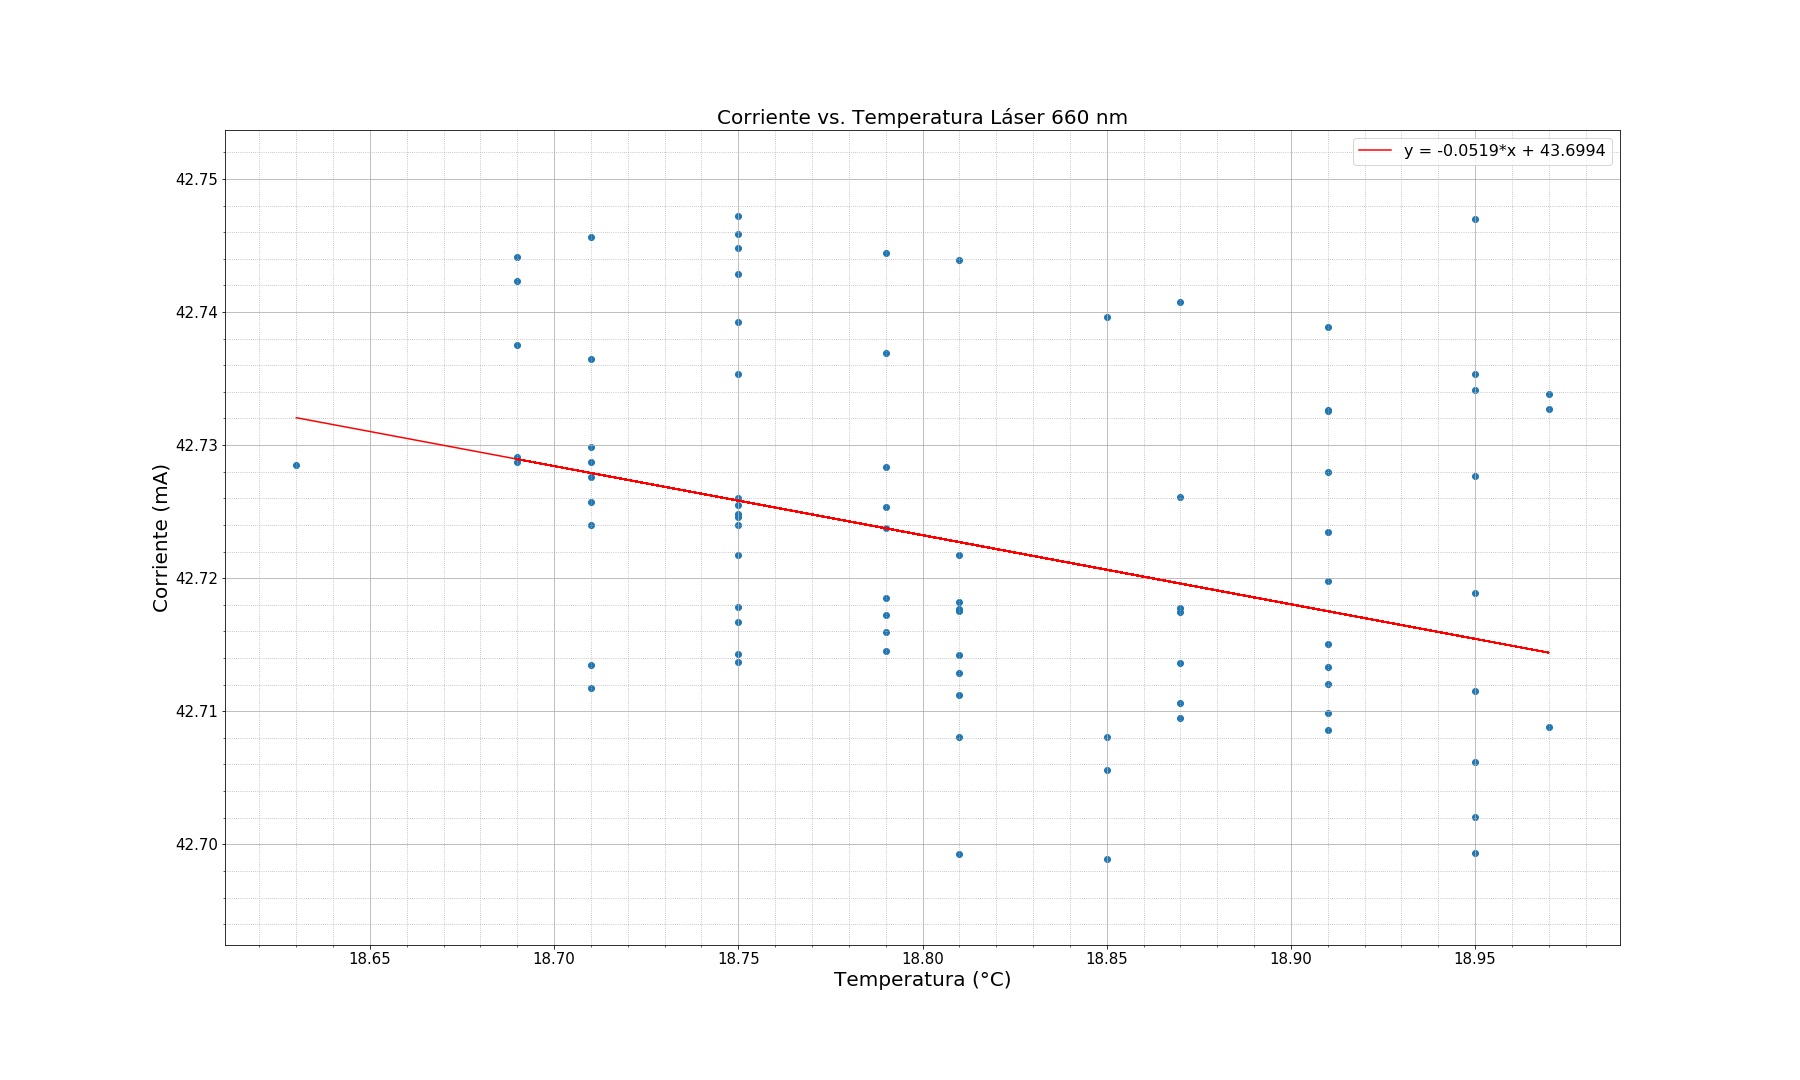 Corriente vs. Temperatura Láser 660 nm
y = -0.0519*x + 43.6994
42.75
42.74
42.73
42.72
42.71
42.70
Corriente (mA)
18.65 18.70 18.75 18.80 18.85 18.90 18.95
Temperatura (°C)